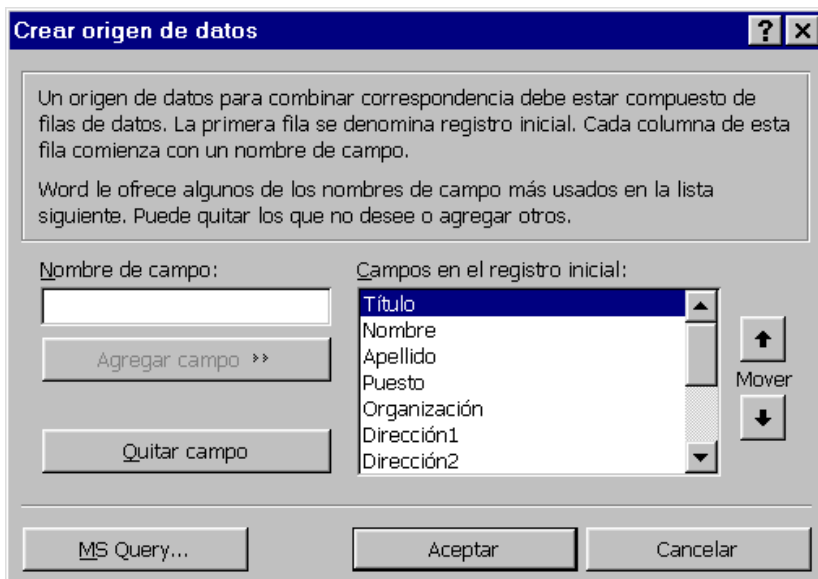 Crear origen de datos
Un origen de datos para combinar correspondencia debe estar compuesto de
filas de datos. La primera fila se denomina registro inicial. Cada columna de esta
fila comienza con un nombre de campo.
Word le ofrece algunos de los nombres de campo más usados en la lista
siguiente. Puede quitar los que no desee o agregar otros.
Nombre de campo:
Agregar campo >>
Quitar campo
Campos en el registro inicial:
Título
Nombre
Apellido
Puesto
Organización
Dirección1
Dirección2
Mover
MS Query...
Aceptar
Cancelar